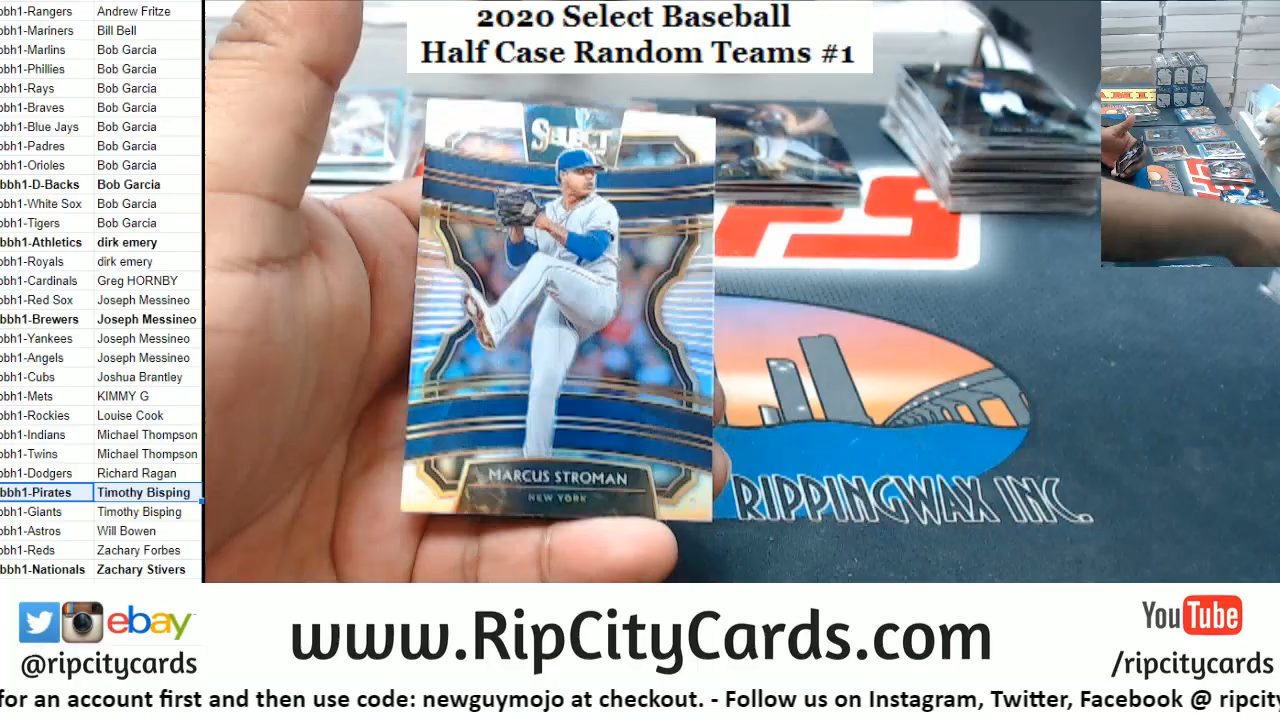 2020 Select Baseball
Half Case Random Teams #1
bbh1-Rangers Andrew Fritze
bbh1-Mariners Bill Bell
bbh1-Marlins Bob Garcia
bbh1-Phillies Bob Garcia
bbh1-Rays Bob Garcia
bbh1-Braves Bob Garcia
bbh1-Blue Jays Bob Garcia
bbh1-Padres Bob Garcia
bbh1-Orioles Bob Garcia
bbh1-D-Backs Bob Garcia
bbh1-White Sox Bob Garcia
bbh1-Tigers Bob Garcia
bbh1-Athletics dirk emery
bbh1-Royals dirk emery
bbh1-Cardinals Greg HORNBY
bbh1-Red Sox Joseph Messineo
bbh1-Brewers Joseph Messineo
bbh1-Yankees Joseph Messineo
bbh1-Angels Joseph Messineo
bbh1-Cubs Joshua Brantley
bbh1-Mets KIMMY G
bbh1-Rockies Louise Cook
bbh1-Indians Michael Thompson
bbh1-Twins Michael Thompson
bbh1-Dodgers Richard Ragan
bbh1-Pirates Timothy Bisping
bbh1-Giants Timothy Bisping
bbh1-Astros Will Bowen
bbh1-Reds Zachary Forbes
bbh1-Nationals Zachary Stivers
SELECT
MARCUS STROMAN
NEW YORK
RIPPINGWAX INC.
ebay
@ripcitycards
www.RipCityCards.com
YouTube
/ripcitycards
for an account first and then use code: newguymojo at checkout. - Follow us on Instagram, Twitter, Facebook @ ripcity